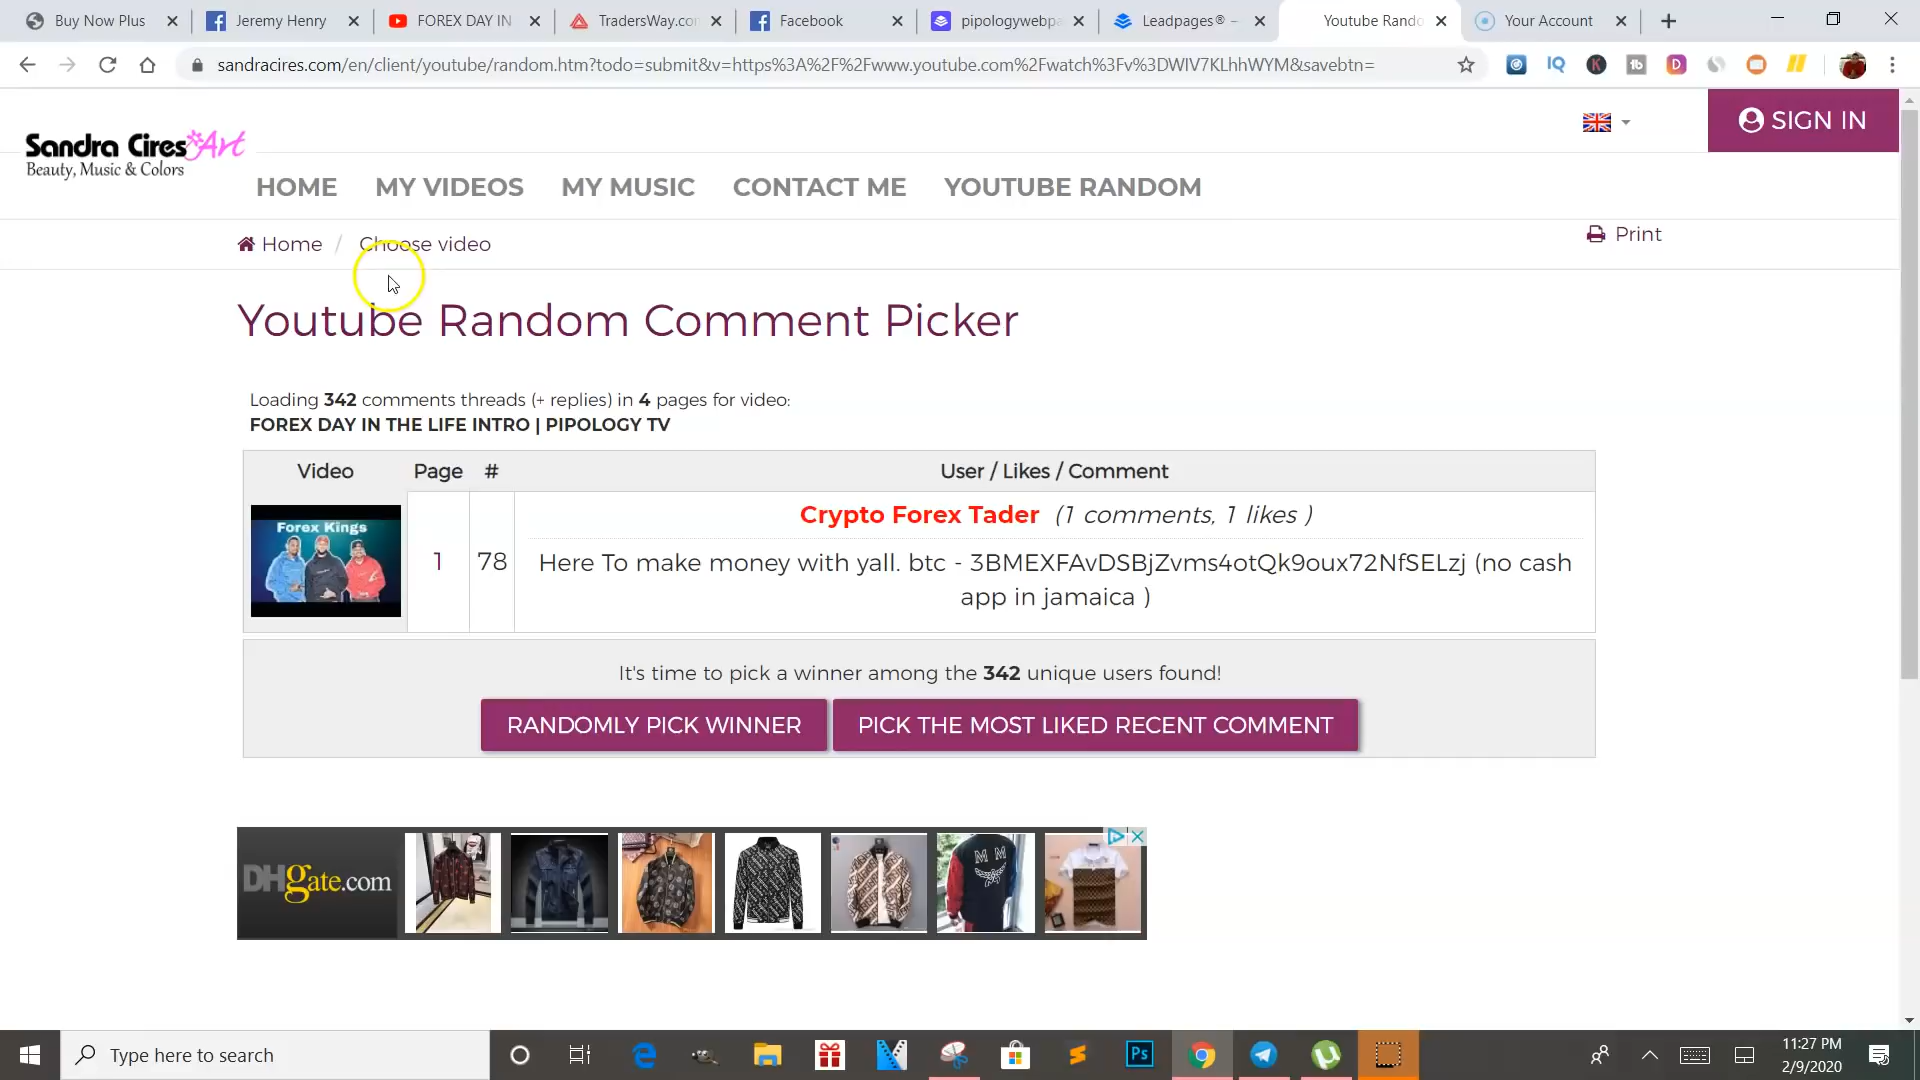 Buy Now Plus
Jeremy Henry
FOREX DAY IN
TradersWay.com
Facebook
pipologywebpa
Leadpages® –
Youtube Rando
Your Account
sandracires.com/en/client/youtube/random.htm?todo=submit&v=https%3A%2F%2Fwww.youtube.com%2Fwatch%3Fv%3DWIV7KLhhWYM&savebtn=
SIGN IN
Sandra Cires Art
Beauty, Music & Colors
HOME MY VIDEOS MY MUSIC CONTACT ME YOUTUBE RANDOM
Home / Choose video
Print
Youtube Random Comment Picker
Loading 342 comments threads (+ replies) in 4 pages for video:
FOREX DAY IN THE LIFE INTRO | PIPOLOGY TV
Video Page # User / Likes / Comment
Forex Kings
Crypto Forex Tader (1 comments, 1 likes )
1 78 Here To make money with yall. btc - 3BMEXFAvDSBjZvms4otQk9oux72NfSELzj (no cash
app in jamaica )
It's time to pick a winner among the 342 unique users found!
RANDOMLY PICK WINNER
PICK THE MOST LIKED RECENT COMMENT
DHgate.com
M M
Type here to search
Ps
11:27 PM
2/9/2020